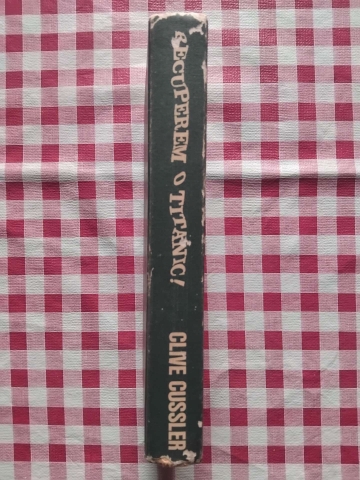 RECUPEREM O TITANIC!
CLIVE CUSSLER